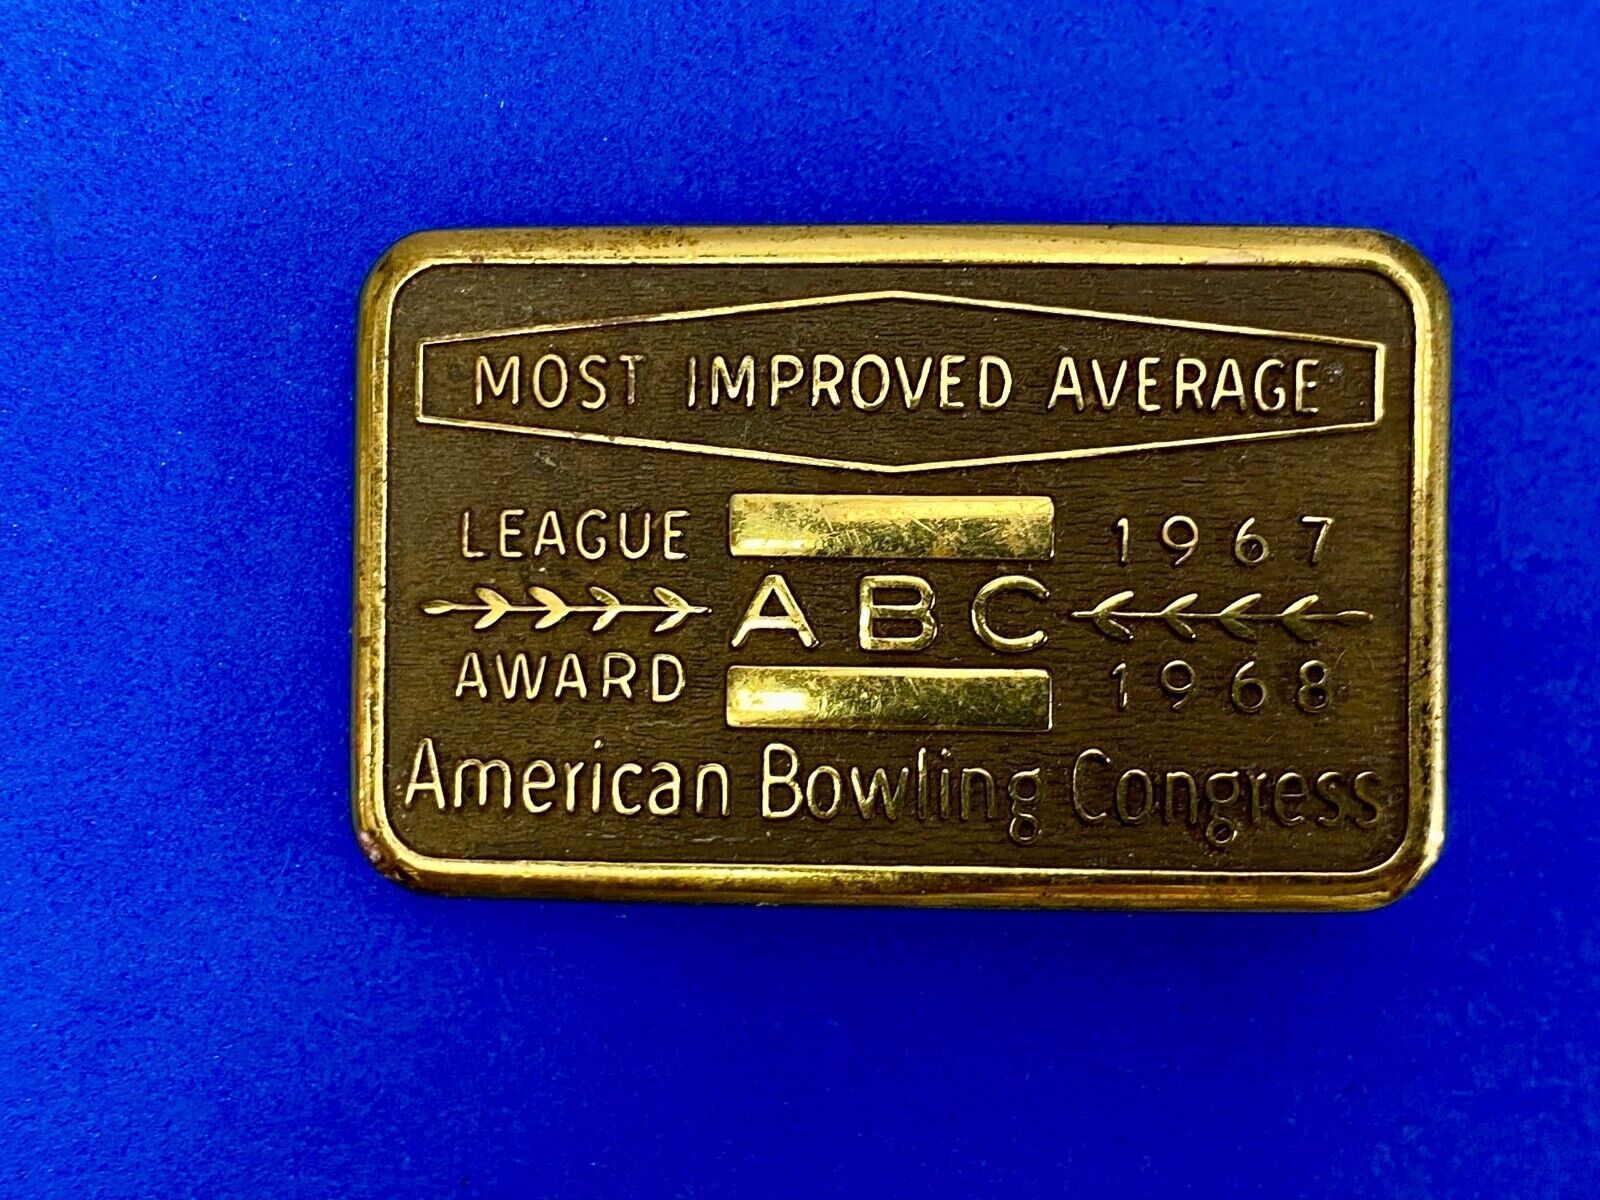 MOST IMPROVED AVERAGE
LEAGUE 1967
ABC
AWARD 1968
American Bowling Congress